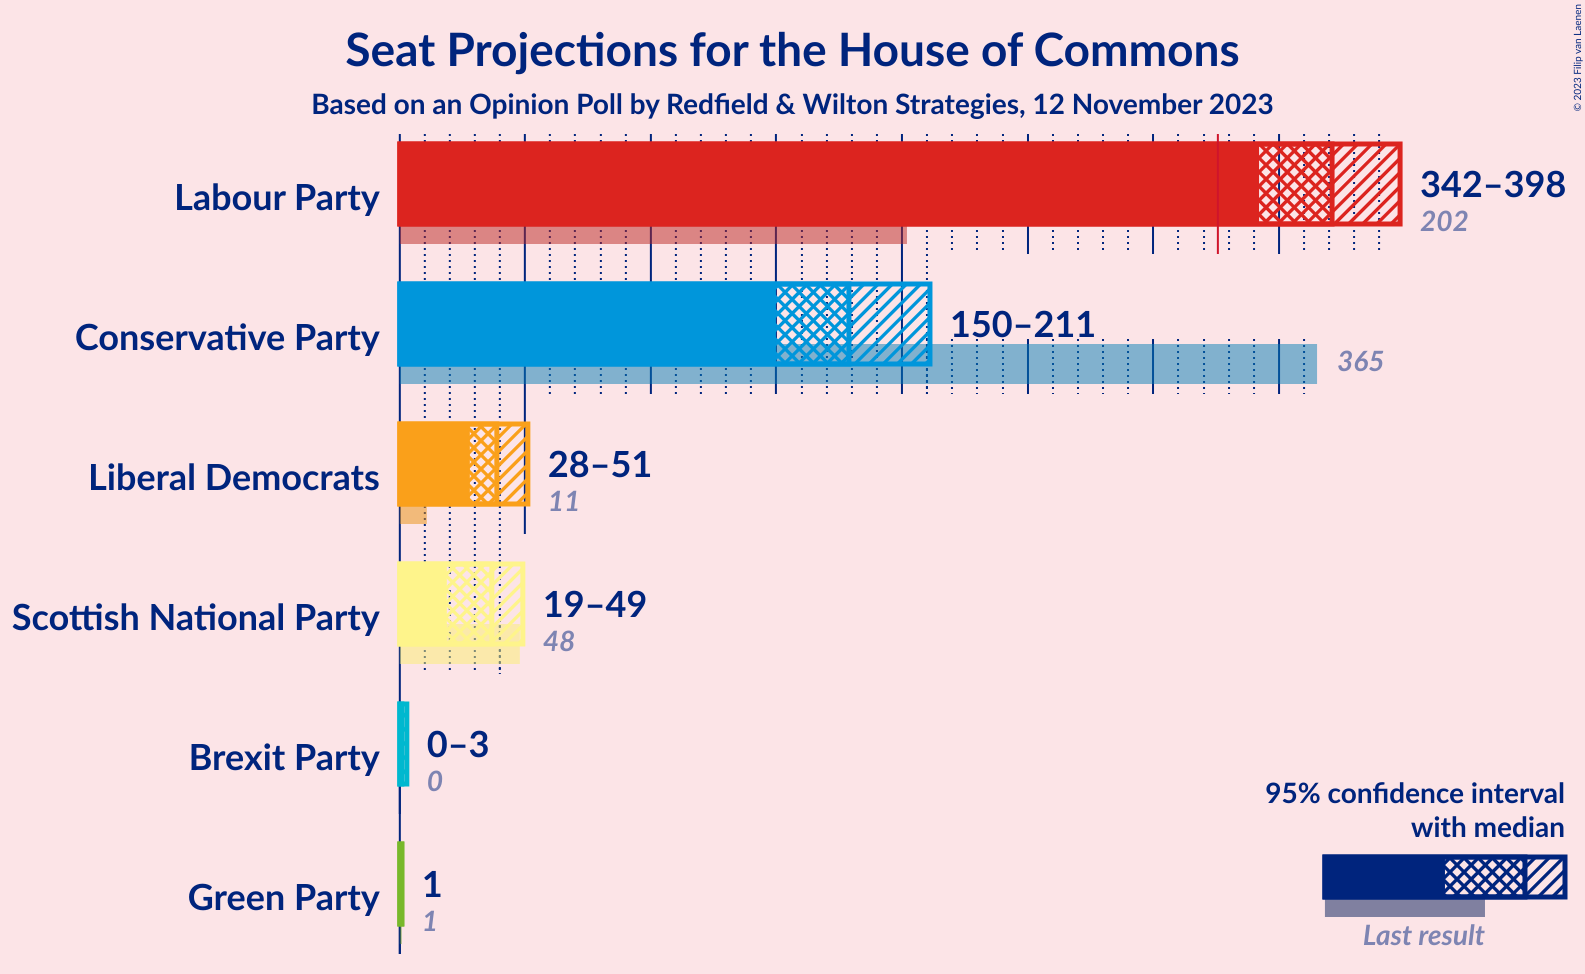 Seat Projections for the House of Commons
Based on an Opinion Poll by Redfield & Wilton Strategies, 12 November 2023
© 2023 Filip van Laenen
Labour Party
342–398
202
Conservative Party
150–211
365
Liberal Democrats
28–51
11
Scottish National Party
19–49
48
Brexit Party
0–3
0
Green Party
1
1
95% confidence interval
with median
Last result